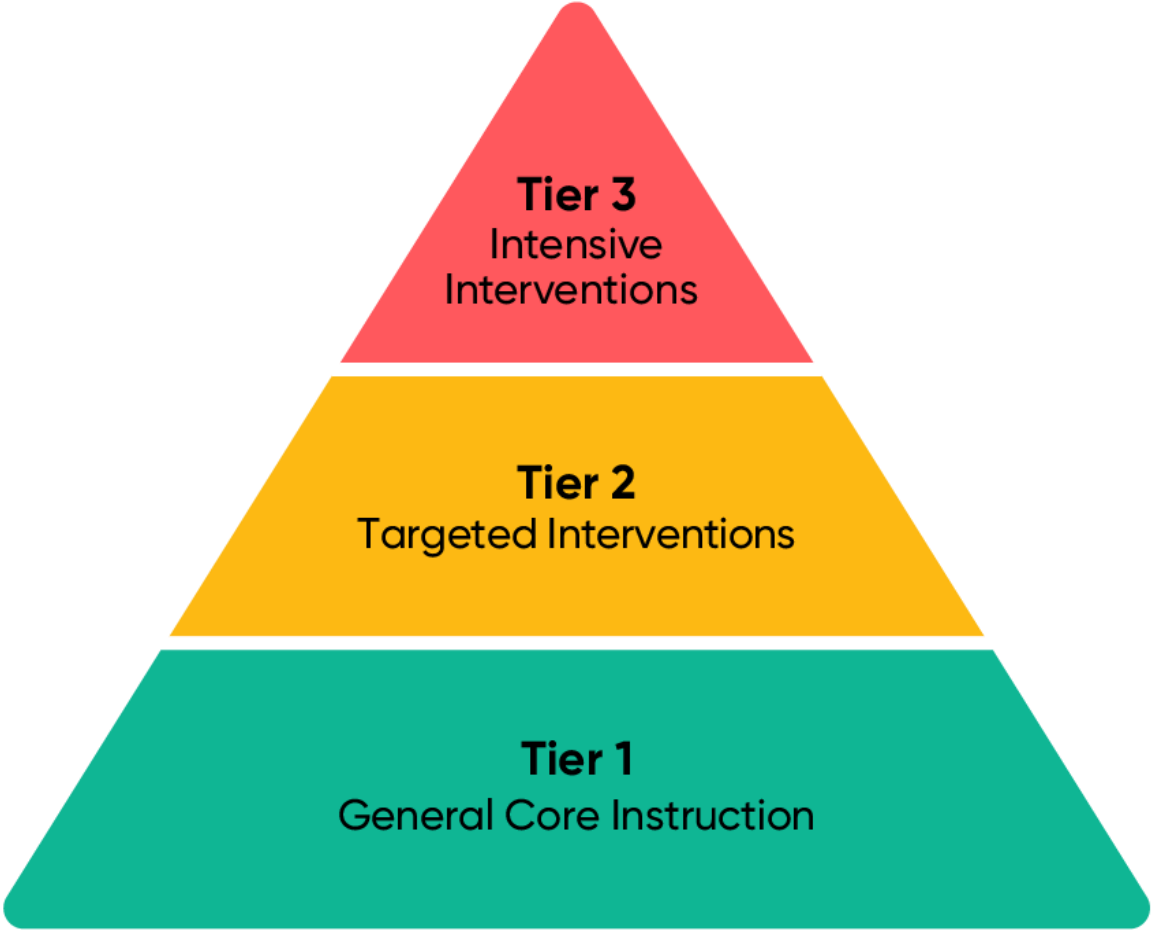 Tier 3
Intensive
Interventions
Tier 2
Targeted Interventions
Tier 1
General Core Instruction